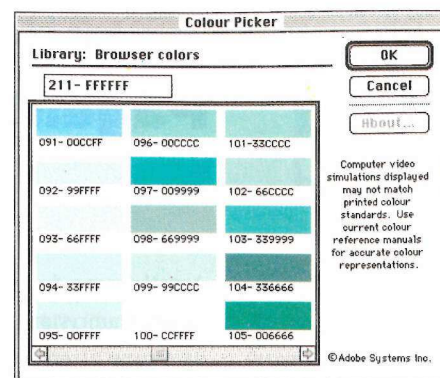 Colour Picker
Library: Browser colors
211- FFFFFF
OK
Cancel
About...
091- 00CCFF
096- 00CCCC
101-33CCCC
092- 99FFFF
097- 009999
102- 66CCCC
093- 66FFFF
098- 669999
103- 339999
094- 33FFFF
099- 99CCCC
104- 336666
095- 00FFFF
100- CCFFFF
105- 006666
Computer video
simulations displayed
may not match
printed colour
standards. Use
current colour
reference manuals
for accurate colour
representations.
©Adobe Systems Inc.